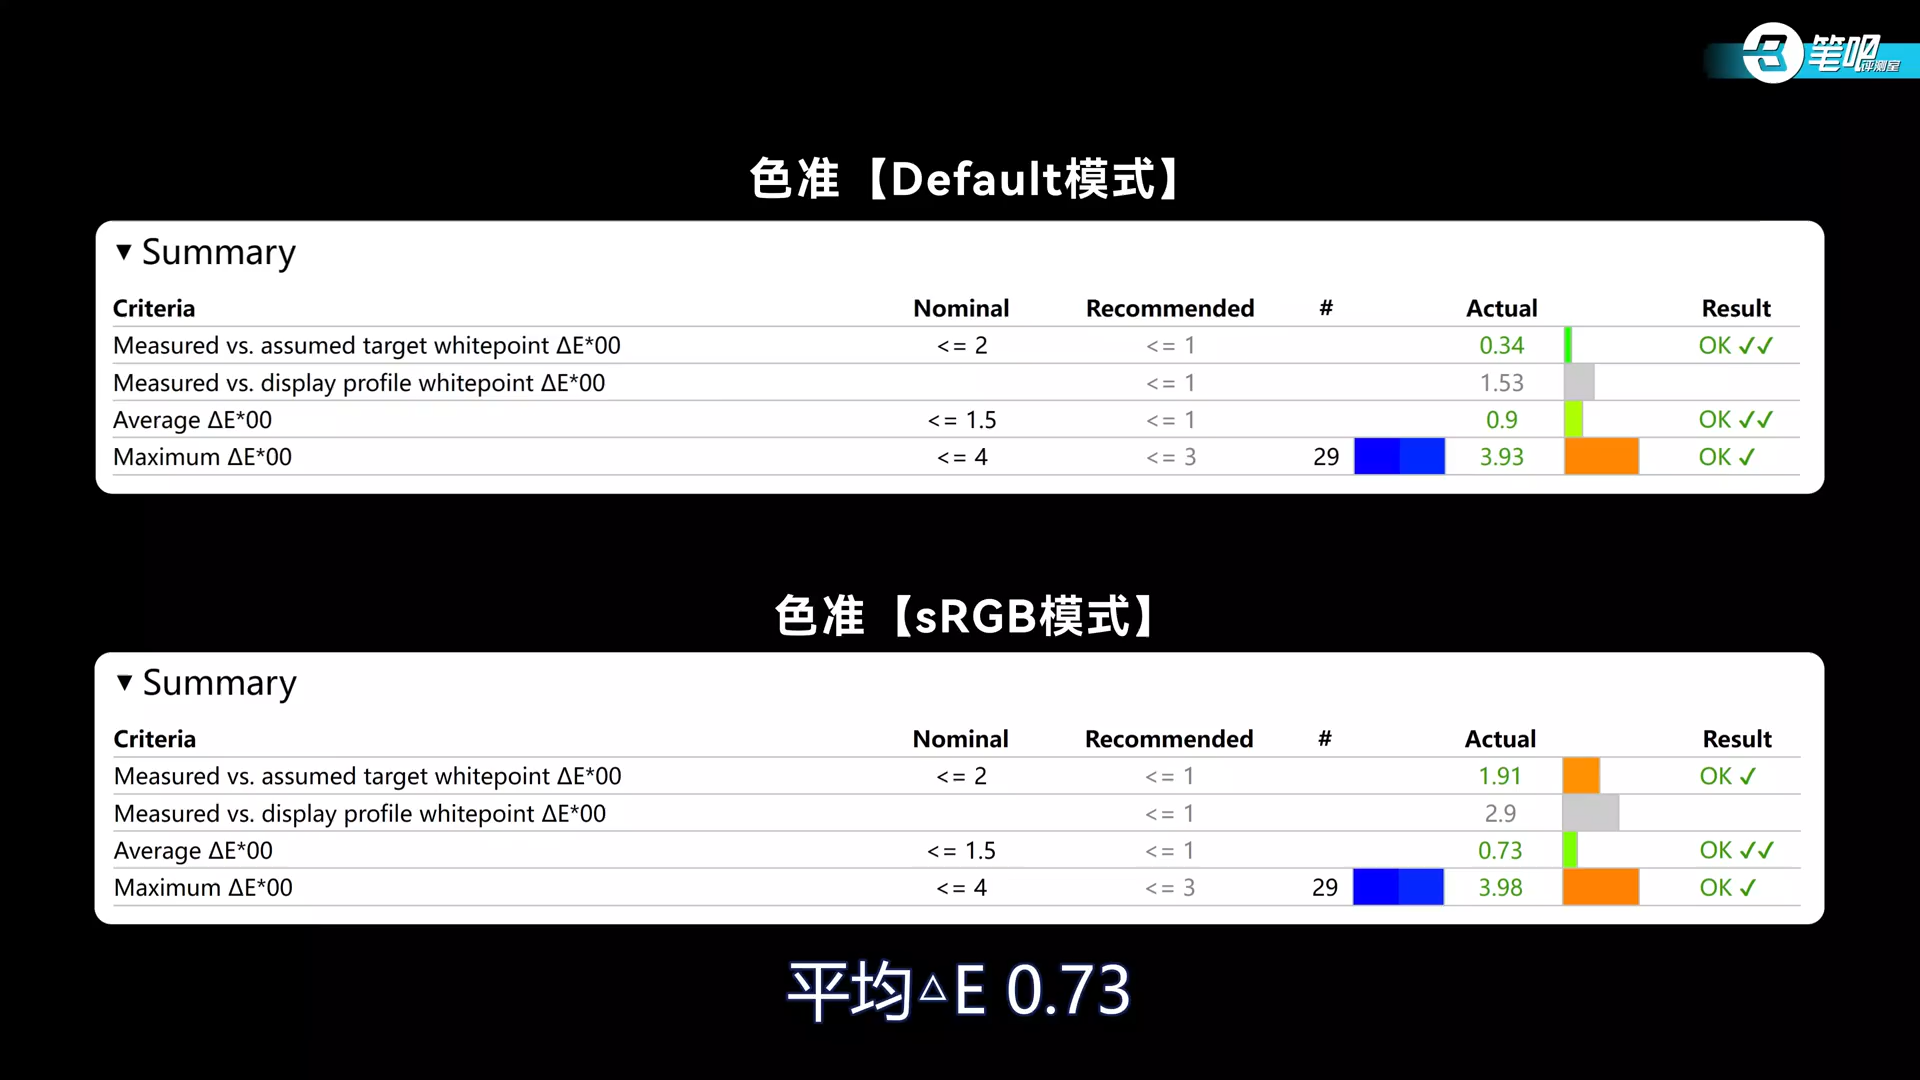 笔吧评测室
色准【Default模式】
▼ Summary
Criteria Nominal Recommended # Actual Result
Measured vs. assumed target whitepoint ΔE*00 <= 2 <= 1 0.34 OK ✓✓
Measured vs. display profile whitepoint ΔE*00 <= 1 1.53
Average ΔE*00 <= 1.5 <= 1 0.9 OK ✓✓
Maximum ΔE*00 <= 4 <= 3 29 3.93 OK ✓
色准【sRGB模式】
▼ Summary
Criteria Nominal Recommended # Actual Result
Measured vs. assumed target whitepoint ΔE*00 <= 2 <= 1 1.91 OK ✓
Measured vs. display profile whitepoint ΔE*00 <= 1 2.9
Average ΔE*00 <= 1.5 <= 1 0.73 OK ✓✓
Maximum ΔE*00 <= 4 <= 3 29 3.98 OK ✓
平均△E 0.73